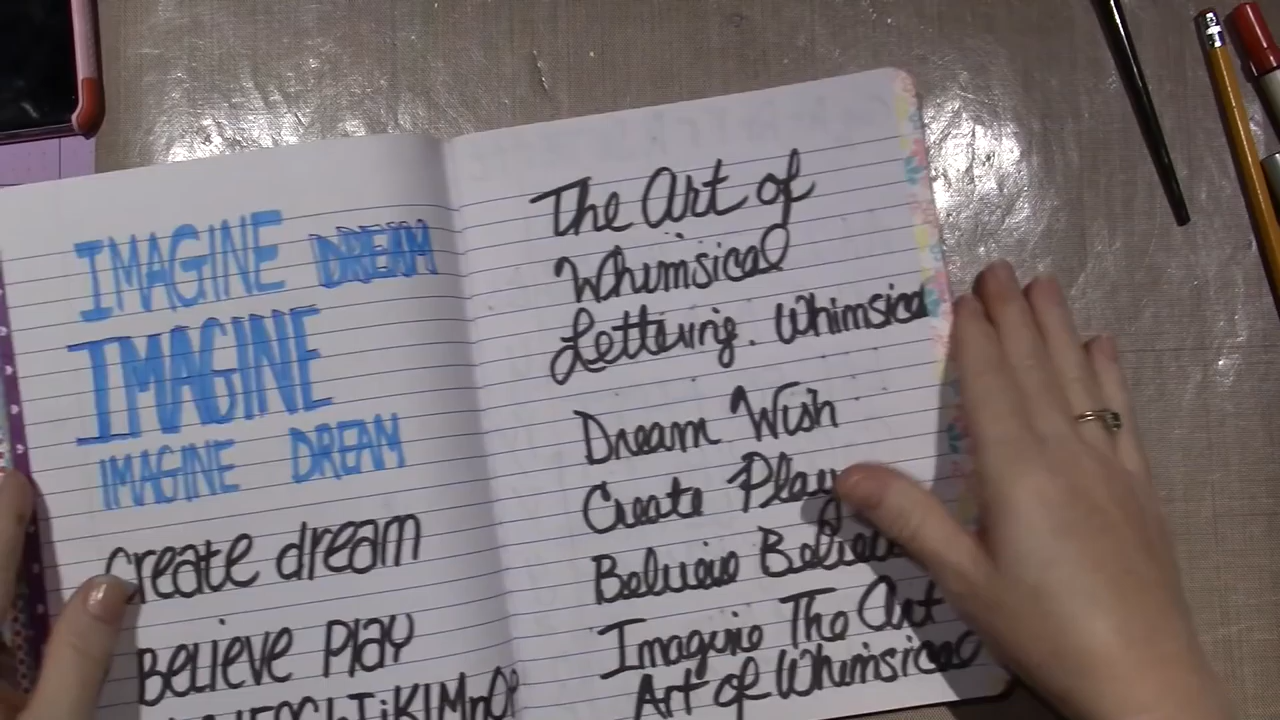 IMAGINE DREAM
IMAGINE
IMAGINE DREAM
create dream
Believe Play
The Art of
Whimsical
Lettering. Whimsical
Dream Wish
Create Play
Believe Believe
Imagine The Art
Art of Whimsical